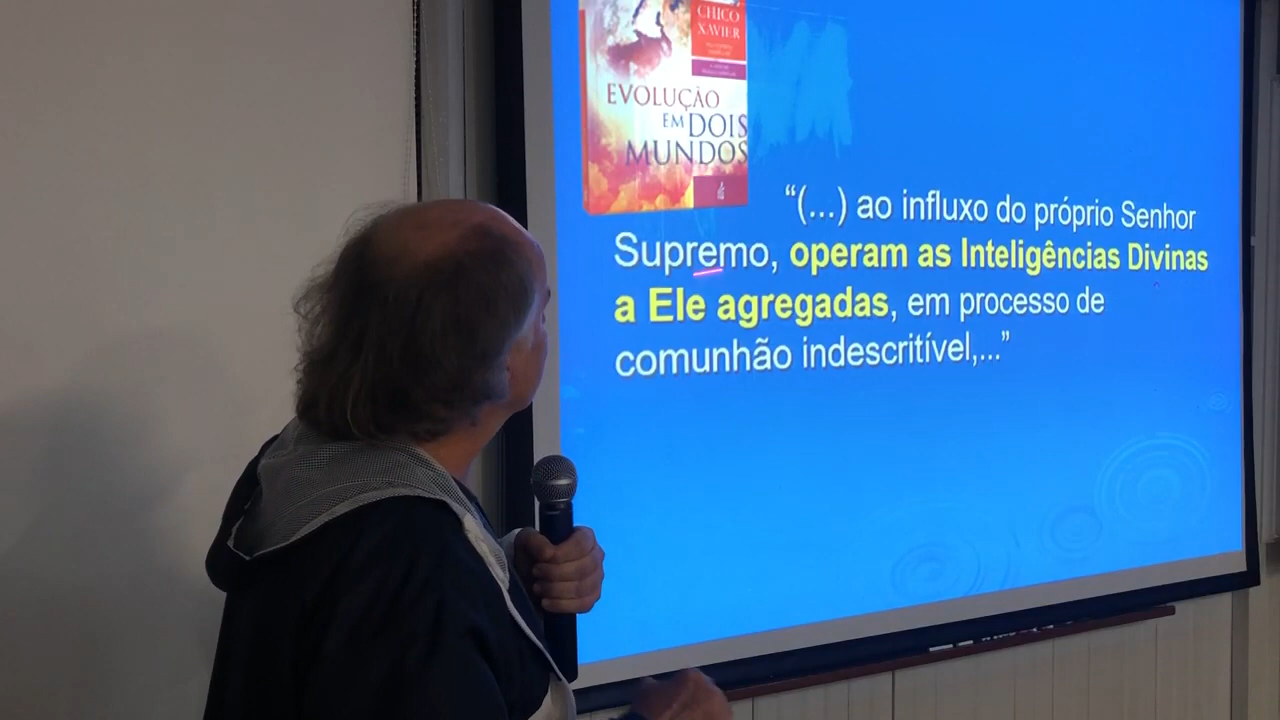 CHICO
XAVIER
EVOLUÇÃO
EM DOIS
MUNDOS
“(...) ao influxo do próprio Senhor
Supremo, operam as Inteligências Divinas
a Ele agregadas, em processo de
comunhão indescritível,...”